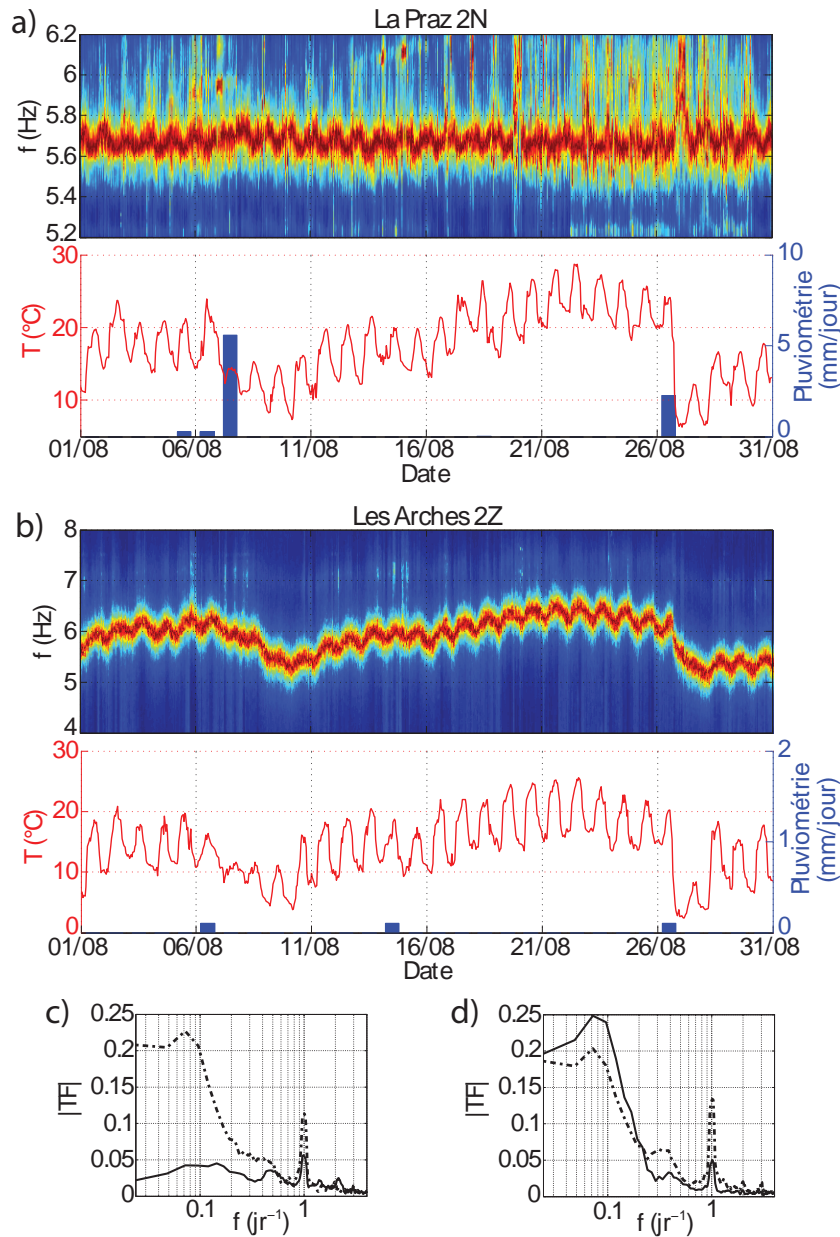 a)
La Praz 2N
6.2
6
5.8
5.6
5.4
5.2
f (Hz)
30
20
10
T (°C)
10
5
0
Pluviométrie
(mm/jour)
01/08 06/08 11/08 16/08 21/08 26/08 31/08
Date
b)
Les Arches 2Z
8
7
6
5
4
f (Hz)
30
20
10
0
T (°C)
2
1
0
Pluviométrie
(mm/jour)
01/08 06/08 11/08 16/08 21/08 26/08 31/08
Date
c)
0.25
0.2
0.15
0.1
0.05
0
|TF|
0.1 1
f (jr⁻¹)
d)
0.25
0.2
0.15
0.1
0.05
0
|TF|
0.1 1
f (jr⁻¹)